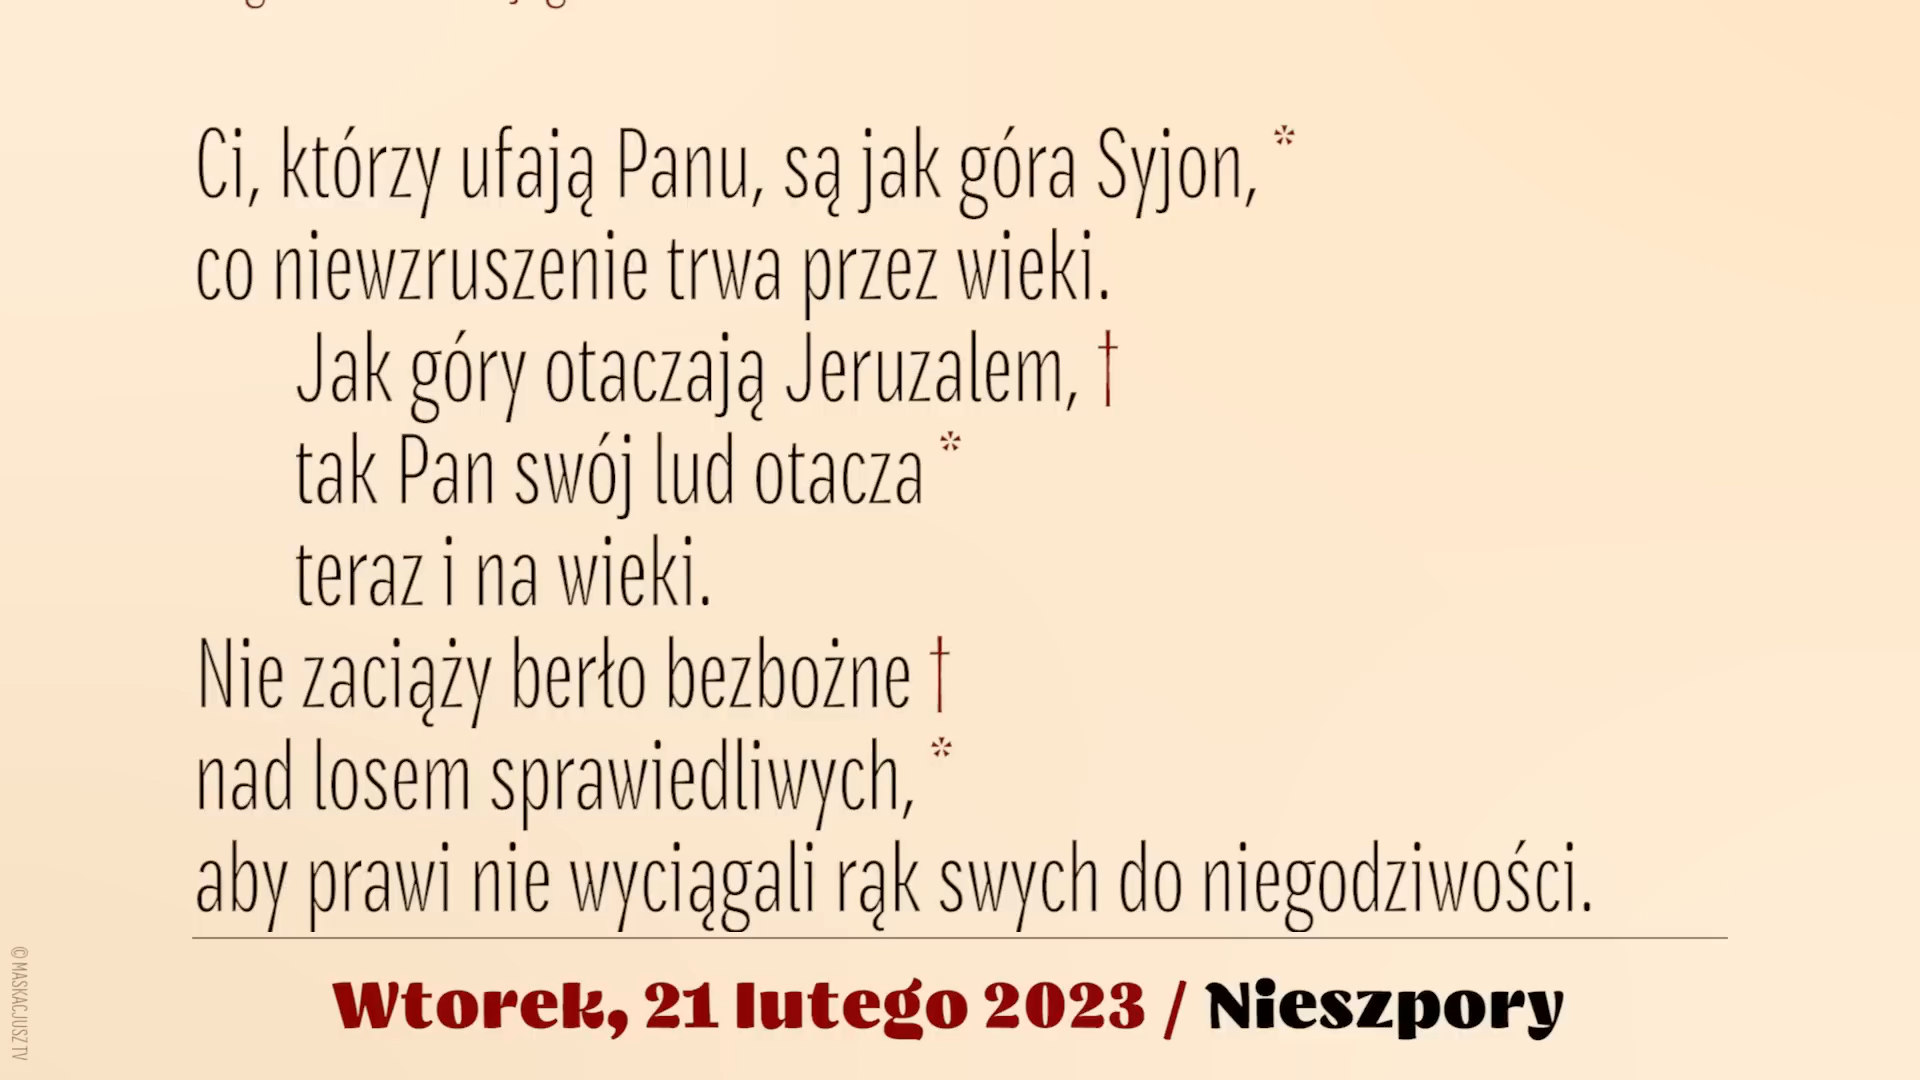 Ci, którzy ufają Panu, są jak góra Syjon, *
co niewzruszenie trwa przez wieki.
Jak góry otaczają Jeruzalem, †
tak Pan swój lud otacza *
teraz i na wieki.
Nie zaciąży berło bezbożne †
nad losem sprawiedliwych, *
aby prawi nie wyciągali rąk swych do niegodziwości.
Wtorek, 21 lutego 2023 / Nieszpory
© MASKACJUSZ TV